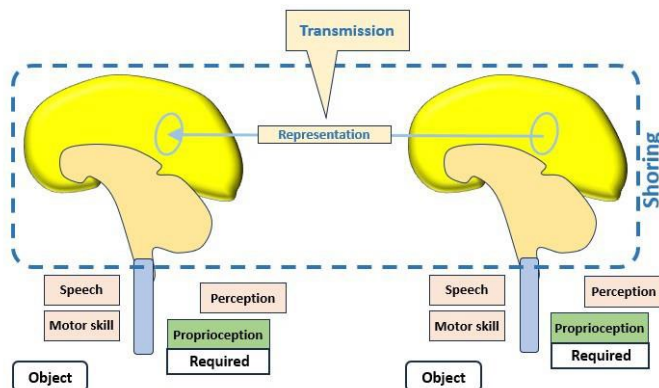 Transmission
Representation
Shoring
Speech
Perception
Motor skill
Proprioception
Required
Object
Speech
Perception
Motor skill
Proprioception
Required
Object